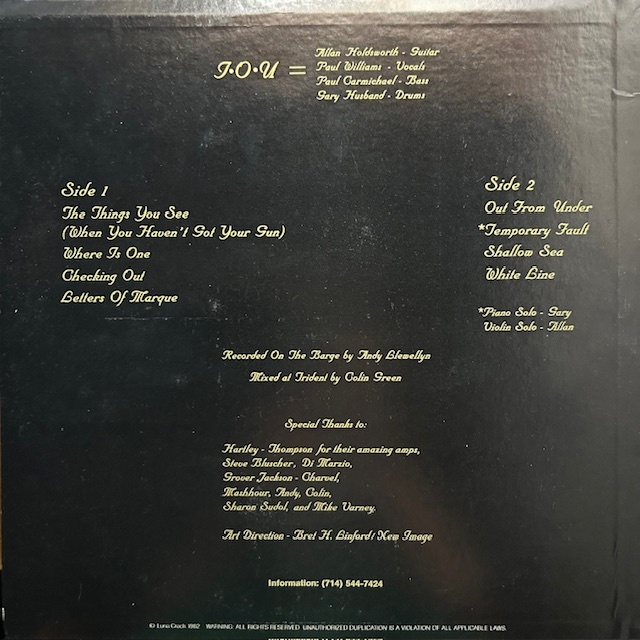 I·O·U =
Allan Holdsworth - Guitar
Paul Williams - Vocals
Paul Carmichael - Bass
Gary Husband - Drums
Side 1
The Things You See
(When You Haven't Got Your Gun)
Where Is One
Checking Out
Letters Of Marque
Side 2
Out From Under
*Temporary Fault
Shallow Sea
White Line
*Piano Solo - Gary
Violin Solo - Allan
Recorded On The Barge by Andy Llewellyn
Mixed at Trident by Colin Green
Special Thanks to:
Hartley - Thompson for their amazing amps,
Steve Bluscher, Di Marzio,
Grover Jackson - Charvel,
Mashhour, Andy, Colin,
Sharon Sudol, and Mike Varney.
Art Direction - Bret H. Linford/New Image
Information: (714) 544-7424
© Luna Crack 1982 WARNING: ALL RIGHTS RESERVED. UNAUTHORIZED DUPLICATION IS A VIOLATION OF ALL APPLICABLE LAWS.